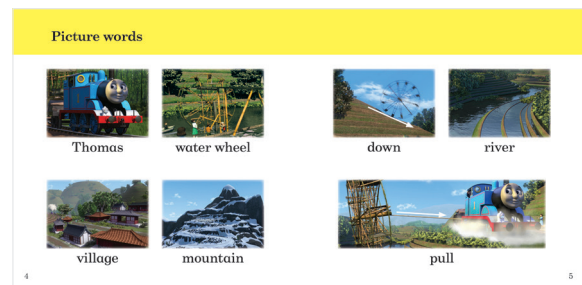 Picture words
Thomas
water wheel
down
river
village
mountain
pull
4
5